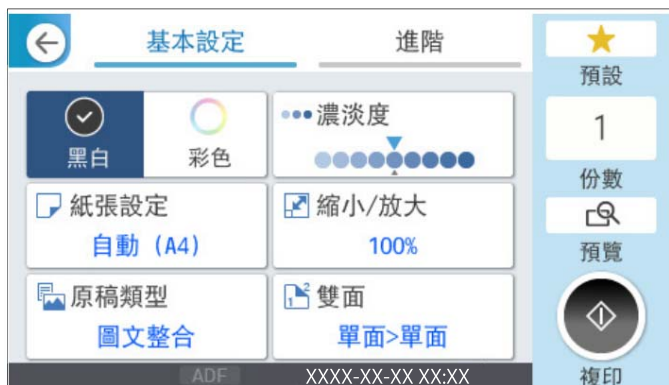 基本設定
進階
預設
黑白
彩色
濃淡度
1
份數
紙張設定
自動 (A4)
縮小/放大
100%
預覽
原稿類型
圖文整合
1 2
雙面
單面>單面
ADF
XXXX-XX-XX XX:XX
複印